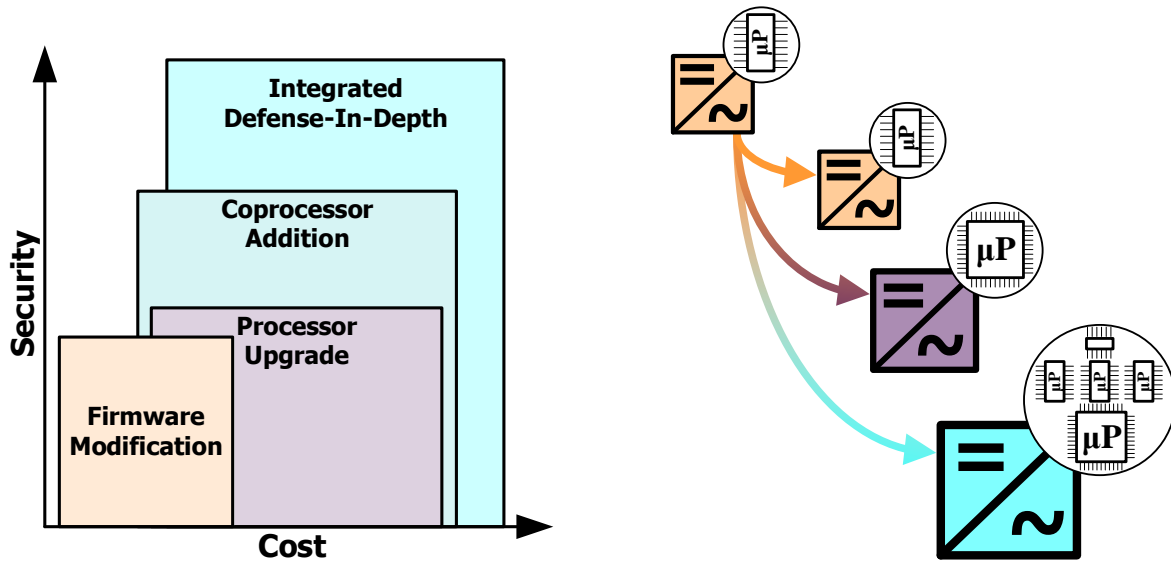 Integrated
Defense-In-Depth
Coprocessor
Addition
Processor
Upgrade
Firmware
Modification
Security
Cost
μP
μP
μP
μP
μP
μP
μP